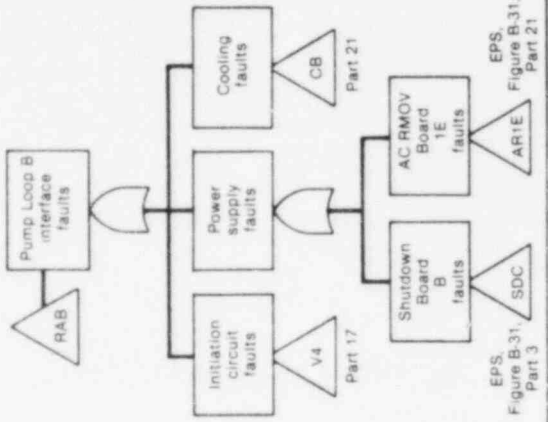 Pump Loop B
interface
faults
RAB
Initiation
circuit
faults
V4
Part 17
Power
supply
faults
Cooling
faults
CB
Part 21
Shutdown
Board
B
faults
SDC
EPS,
Figure B-31,
Part 3
AC RMOV
Board
1E
faults
AR1E
EPS,
Figure B-31,
Part 21